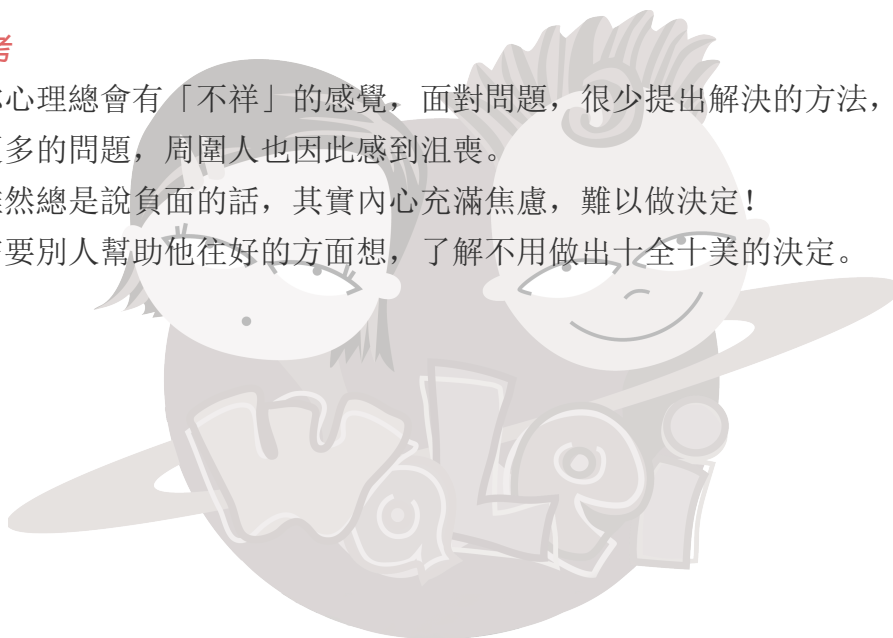 考
心理總會有「不祥」的感覺，面對問題，很少提出解決的方法，
多的問題，周圍人也因此感到沮喪。
然總是說負面的話，其實內心充滿焦慮，難以做決定！
要別人幫助他往好的方面想，了解不用做出十全十美的決定。
WaLei